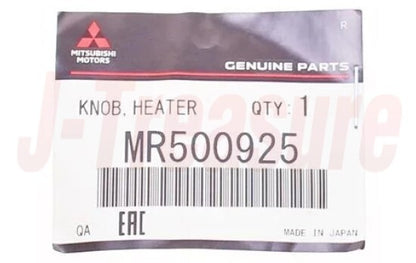 R
MITSUBISHI
MOTORS
GENUINE PARTS
KNOB, HEATER QTY: 1
MR500925
J-Treasure
QA EAC MADE IN JAPAN